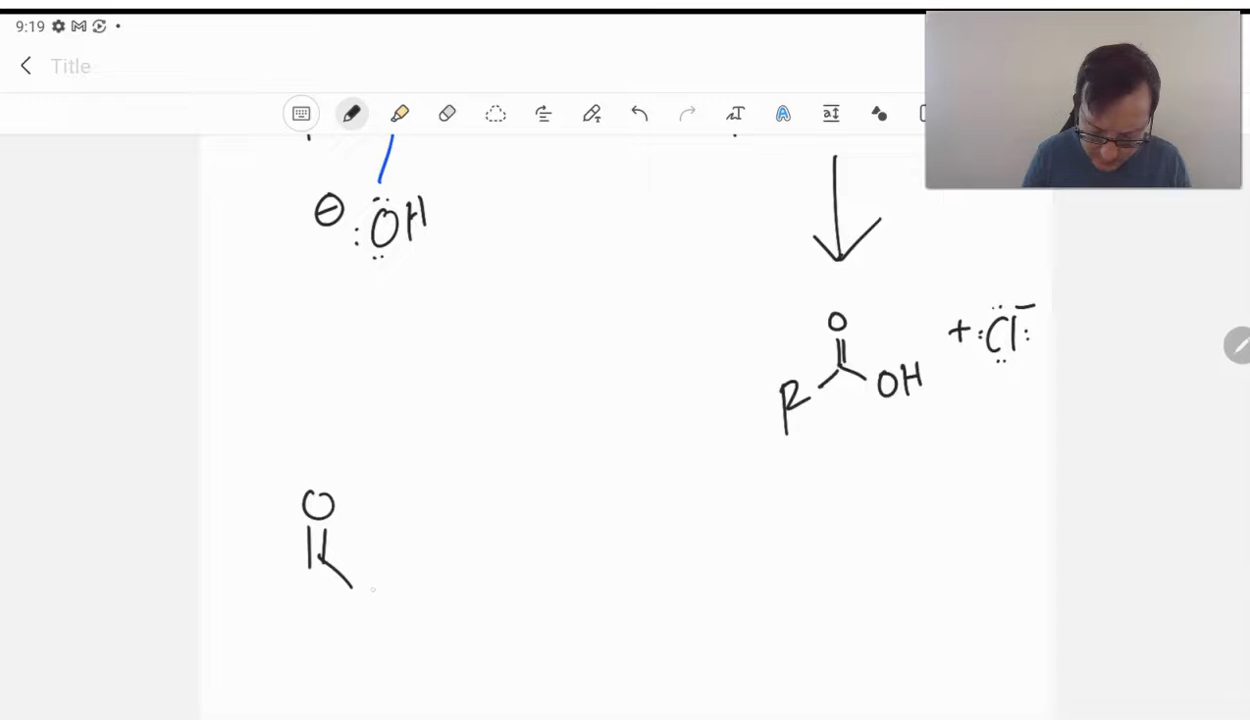 9:19
Title
⊖ :ÖH
O
+ :Cl:⁻
R OH
O